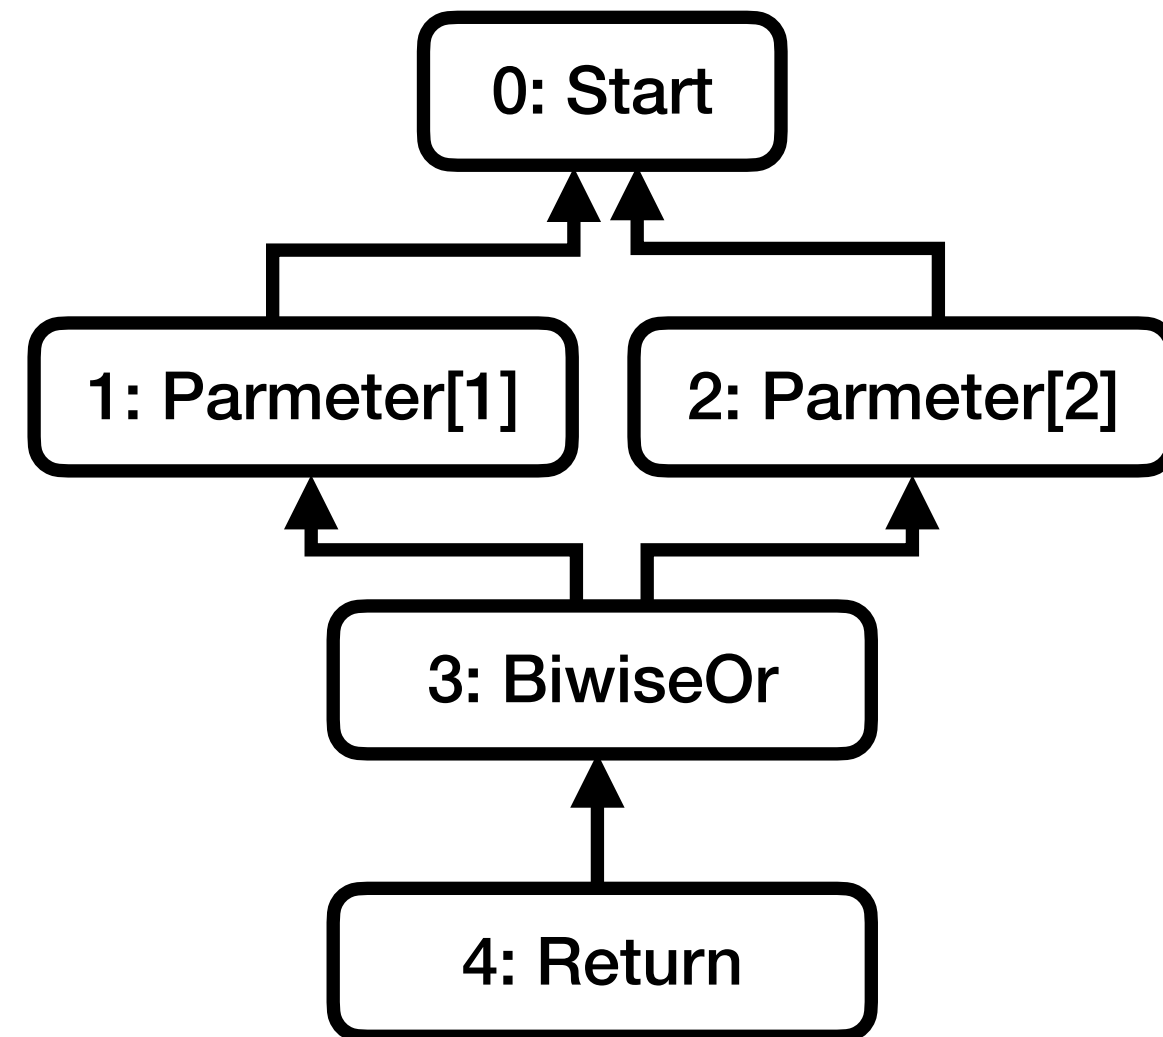 0: Start
1: Parmeter[1]
2: Parmeter[2]
3: BiwiseOr
4: Return